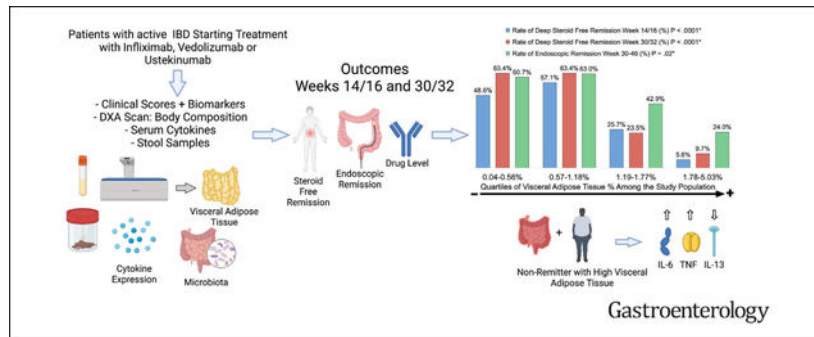 Patients with active IBD Starting Treatment
with Infliximab, Vedolizumab or
Ustekinumab
- Clinical Scores + Biomarkers
- DXA Scan: Body Composition
- Serum Cytokines
- Stool Samples
Visceral Adipose
Tissue
Cytokine
Expression
Microbiota
Outcomes
Weeks 14/16 and 30/32
Steroid
Free
Remission
Endoscopic
Remission
Drug Level
Rate of Deep Steroid Free Remission Week 14/16 (%) P < .0001*
Rate of Deep Steroid Free Remission Week 30/32 (%) P < .0001*
Rate of Endoscopic Remission Week 30-46 (%) P = .02*
48.8%
63.4%
60.7%
57.1%
63.4%
63.0%
25.7%
23.5%
42.9%
5.6%
9.7%
24.0%
0.04-0.56%
0.57-1.18%
1.19-1.77%
1.78-5.03%
- Quartiles of Visceral Adipose Tissue % Among the Study Population +
+
Non-Remitter with High Visceral
Adipose Tissue
IL-6 TNF IL-13
Gastroenterology